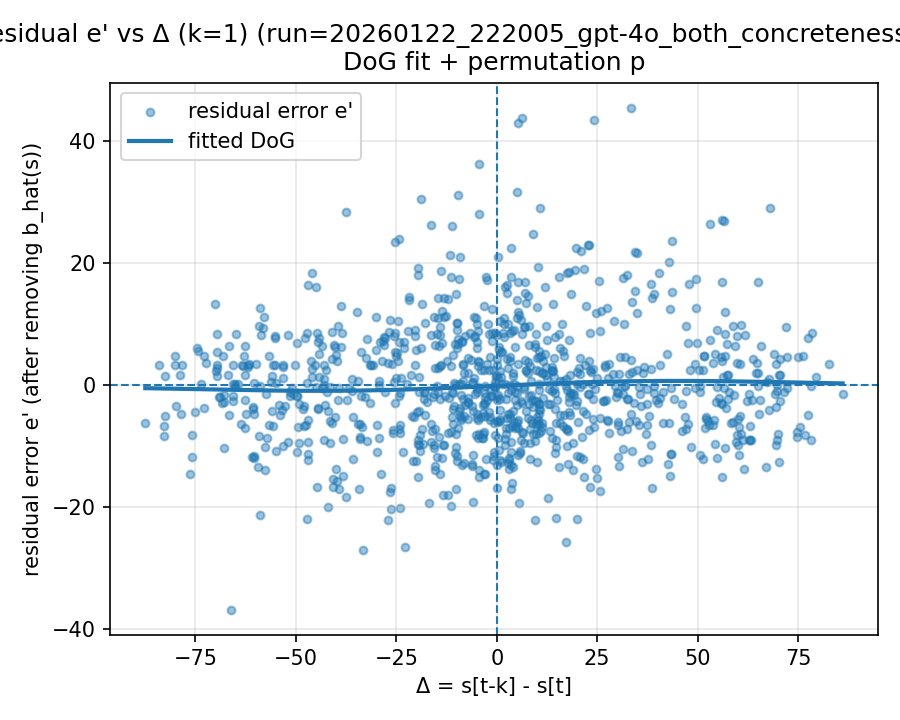 esidual e' vs Δ (k=1) (run=20260122_222005_gpt-4o_both_concreteness
DoG fit + permutation p
residual error e'
fitted DoG
residual error e' (after removing b_hat(s))
40
20
0
−20
−40
−75
−50
−25
0
25
50
75
Δ = s[t-k] - s[t]